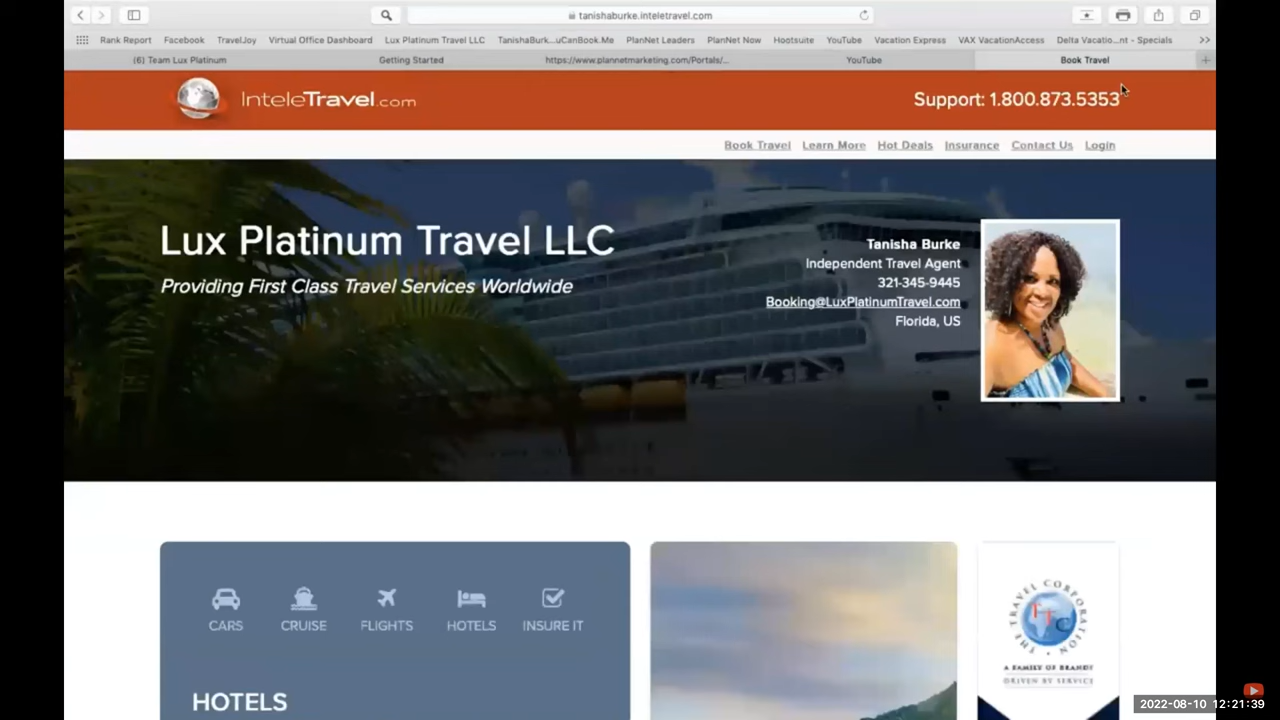 tanishaburke.inteletravel.com
Rank Report Facebook TravelJoy Virtual Office Dashboard Lux Platinum Travel LLC TanishaBurk...uCanBook.Me PlanNet Leaders PlanNet Now Hootsuite YouTube Vacation Express VAX VacationAccess Delta Vacatio...nt - Specials >>
(6) Team Lux Platinum Getting Started https://www.plannetmarketing.com/Portals/... YouTube Book Travel +
InteleTravel.com Support: 1.800.873.5353
Book Travel Learn More Hot Deals Insurance Contact Us Login
Lux Platinum Travel LLC
Providing First Class Travel Services Worldwide
Tanisha Burke
Independent Travel Agent
321-345-9445
Booking@LuxPlatinumTravel.com
Florida, US
CARS CRUISE FLIGHTS HOTELS INSURE IT
HOTELS
THE TRAVEL CORPORATION
TTC
A FAMILY OF BRANDS
DRIVEN BY SERVICE
2022-08-10 12:21:39